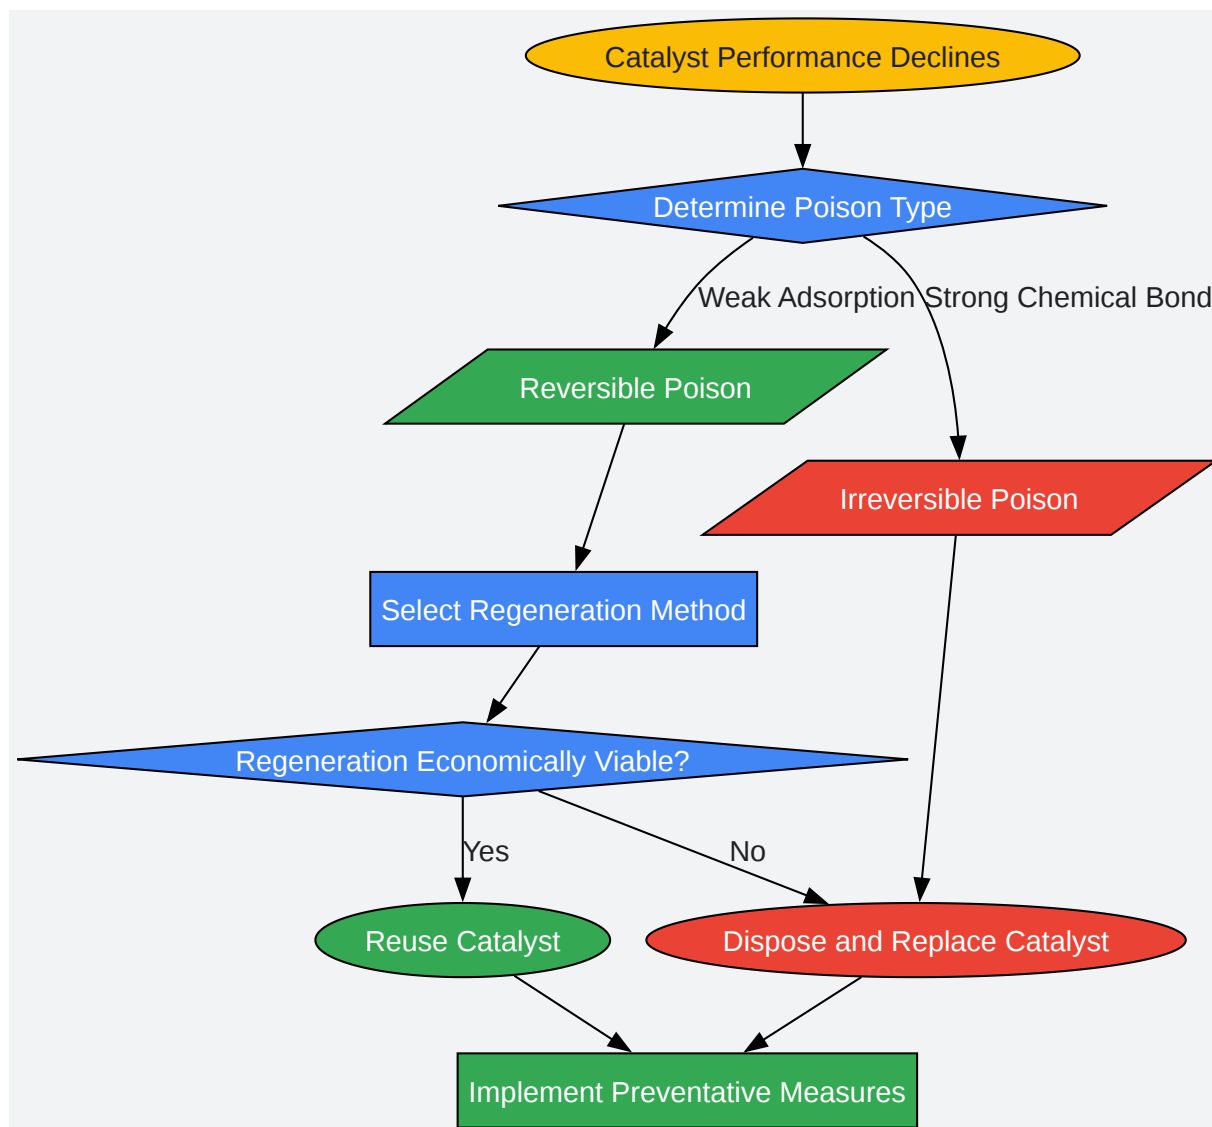 Catalyst Performance Declines
Determine Poison Type
Weak Adsorption
Strong Chemical Bond
Reversible Poison
Irreversible Poison
Select Regeneration Method
Regeneration Economically Viable?
Yes
No
Reuse Catalyst
Dispose and Replace Catalyst
Implement Preventative Measures